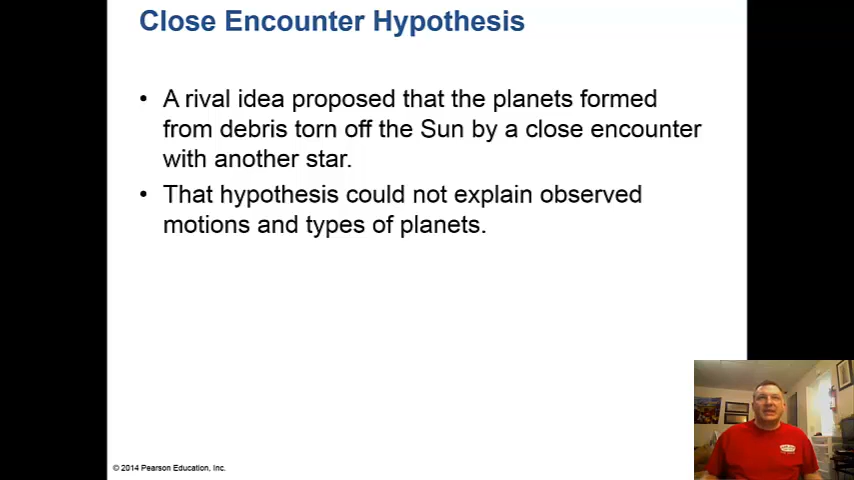 Close Encounter Hypothesis
• A rival idea proposed that the planets formed
from debris torn off the Sun by a close encounter
with another star.
• That hypothesis could not explain observed
motions and types of planets.
© 2014 Pearson Education, Inc.